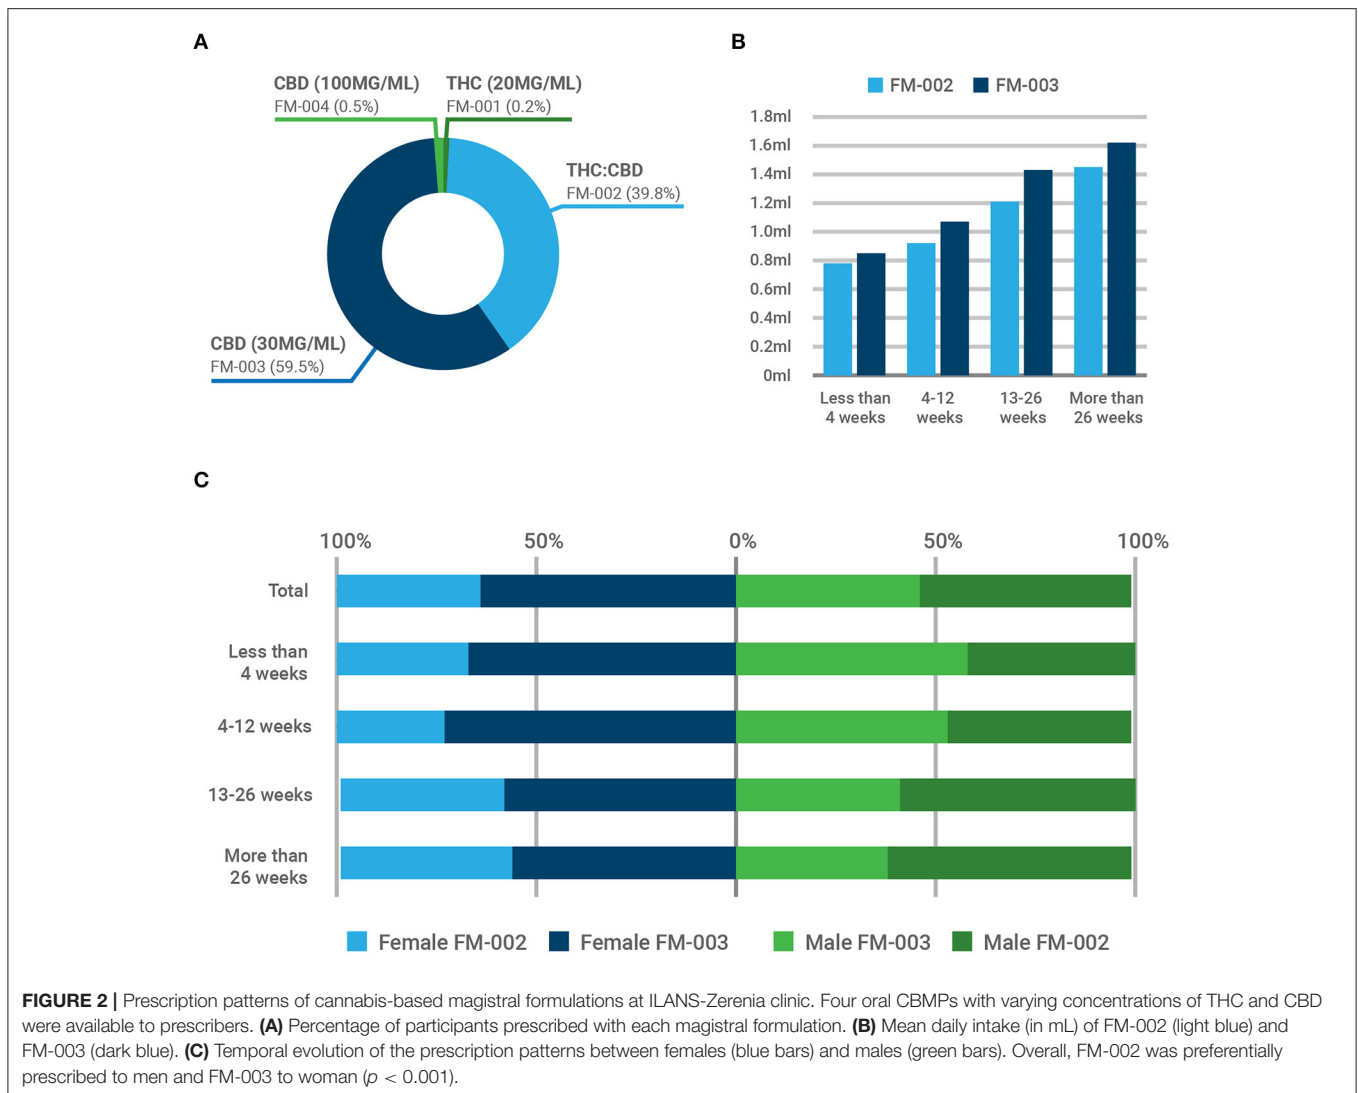 A
CBD (100MG/ML)
FM-004 (0.5%)
THC (20MG/ML)
FM-001 (0.2%)
THC:CBD
FM-002 (39.8%)
CBD (30MG/ML)
FM-003 (59.5%)
B
FM-002 FM-003
1.8ml
1.6ml
1.4ml
1.2ml
1.0ml
0.8ml
0.6ml
0.4ml
0.2ml
0ml
Less than
4 weeks
4-12
weeks
13-26
weeks
More than
26 weeks
C
100% 50% 0% 50% 100%
Total
Less than
4 weeks
4-12 weeks
13-26 weeks
More than
26 weeks
Female FM-002 Female FM-003 Male FM-003 Male FM-002
FIGURE 2 | Prescription patterns of cannabis-based magistral formulations at ILANS-Zerenia clinic. Four oral CBMPs with varying concentrations of THC and CBD
were available to prescribers. (A) Percentage of participants prescribed with each magistral formulation. (B) Mean daily intake (in mL) of FM-002 (light blue) and
FM-003 (dark blue). (C) Temporal evolution of the prescription patterns between females (blue bars) and males (green bars). Overall, FM-002 was preferentially
prescribed to men and FM-003 to woman (p < 0.001).